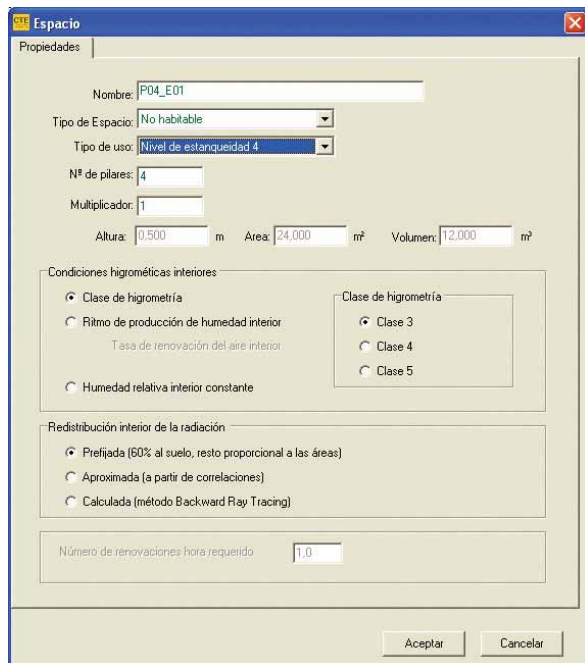 CTE Espacio
Propiedades
Nombre: P04_E01
Tipo de Espacio: No habitable
Tipo de uso: Nivel de estanqueidad 4
Nº de pilares: 4
Multiplicador: 1
Altura: 0,500 m Area: 24,000 m² Volumen: 12,000 m³
Condiciones higrométicas interiores
Clase de higrometría
Ritmo de producción de humedad interior
Tasa de renovación del aire interior
Humedad relativa interior constante
Clase de higrometría
Clase 3
Clase 4
Clase 5
Redistribución interior de la radiación
Prefijada (60% al suelo, resto proporcional a las áreas)
Aproximada (a partir de correlaciones)
Calculada (método Backward Ray Tracing)
Número de renovaciones hora requerido 1,0
Aceptar Cancelar